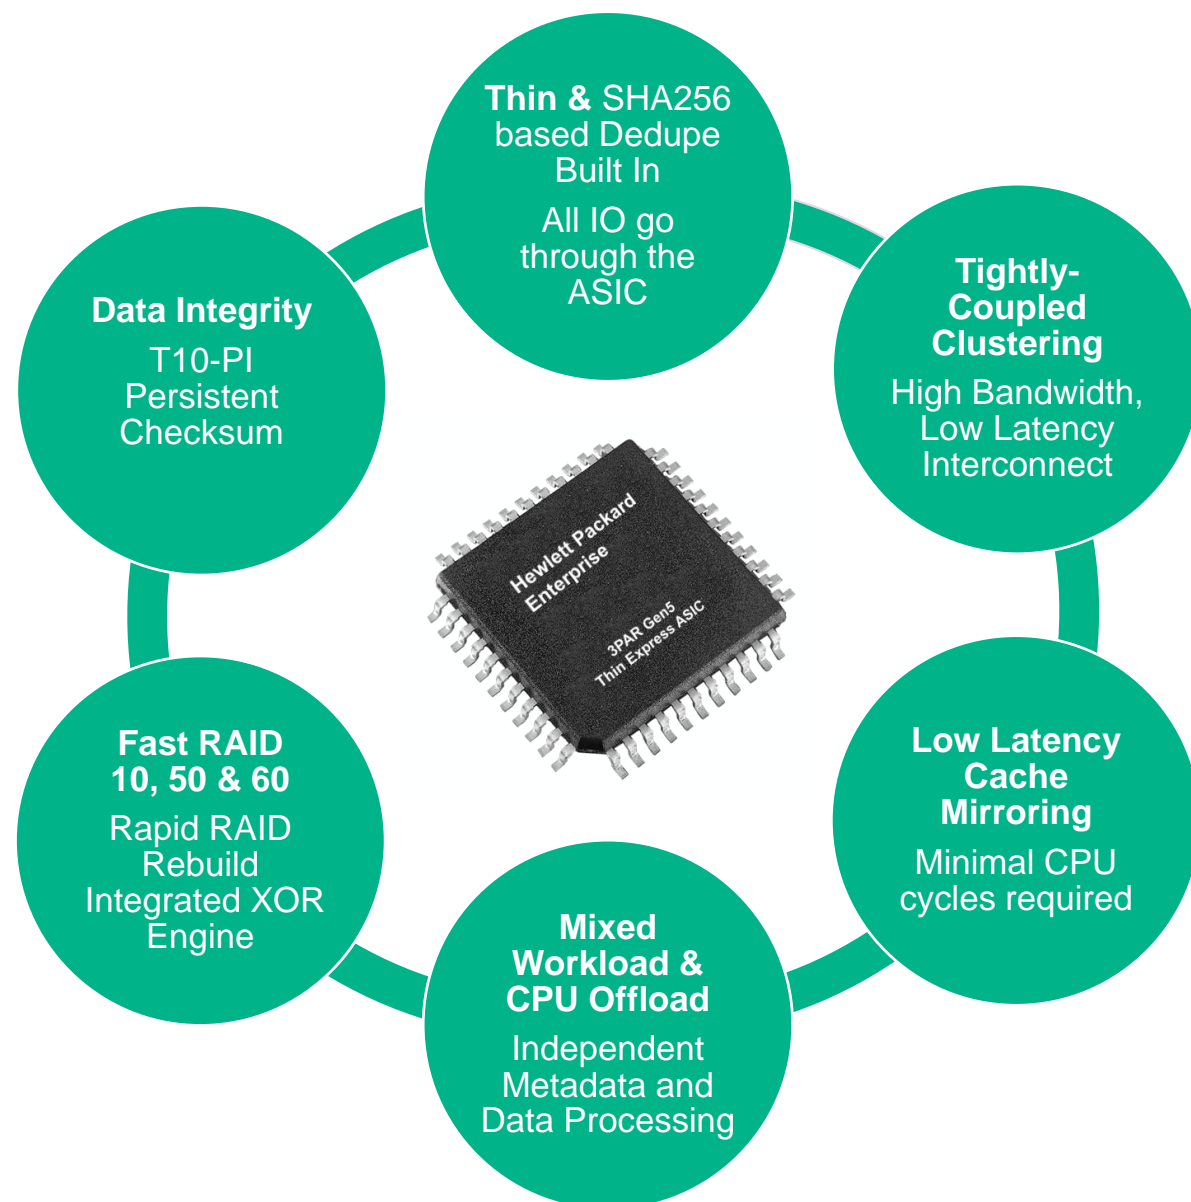 Thin & SHA256
based Dedupe
Built In
All IO go
through the
ASIC
Tightly-
Coupled
Clustering
High Bandwidth,
Low Latency
Interconnect
Low Latency
Cache
Mirroring
Minimal CPU
cycles required
Mixed
Workload &
CPU Offload
Independent
Metadata and
Data Processing
Fast RAID
10, 50 & 60
Rapid RAID
Rebuild
Integrated XOR
Engine
Data Integrity
T10-PI
Persistent
Checksum
Hewlett Packard
Enterprise
3PAR Gen5
Thin Express ASIC